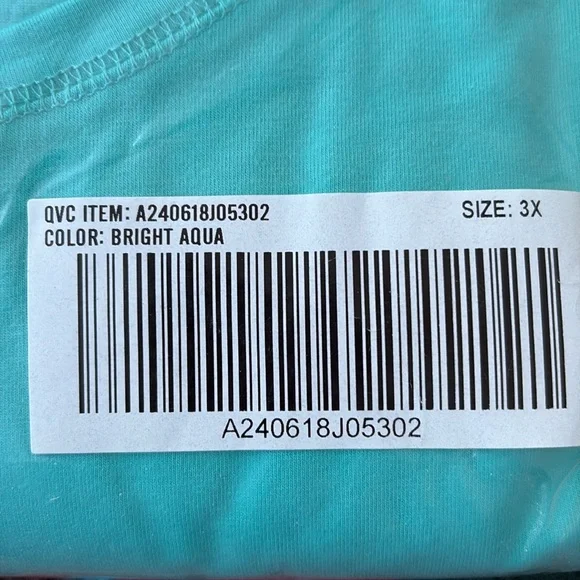 QVC ITEM: A240618J05302 SIZE: 3X
COLOR: BRIGHT AQUA
A240618J05302